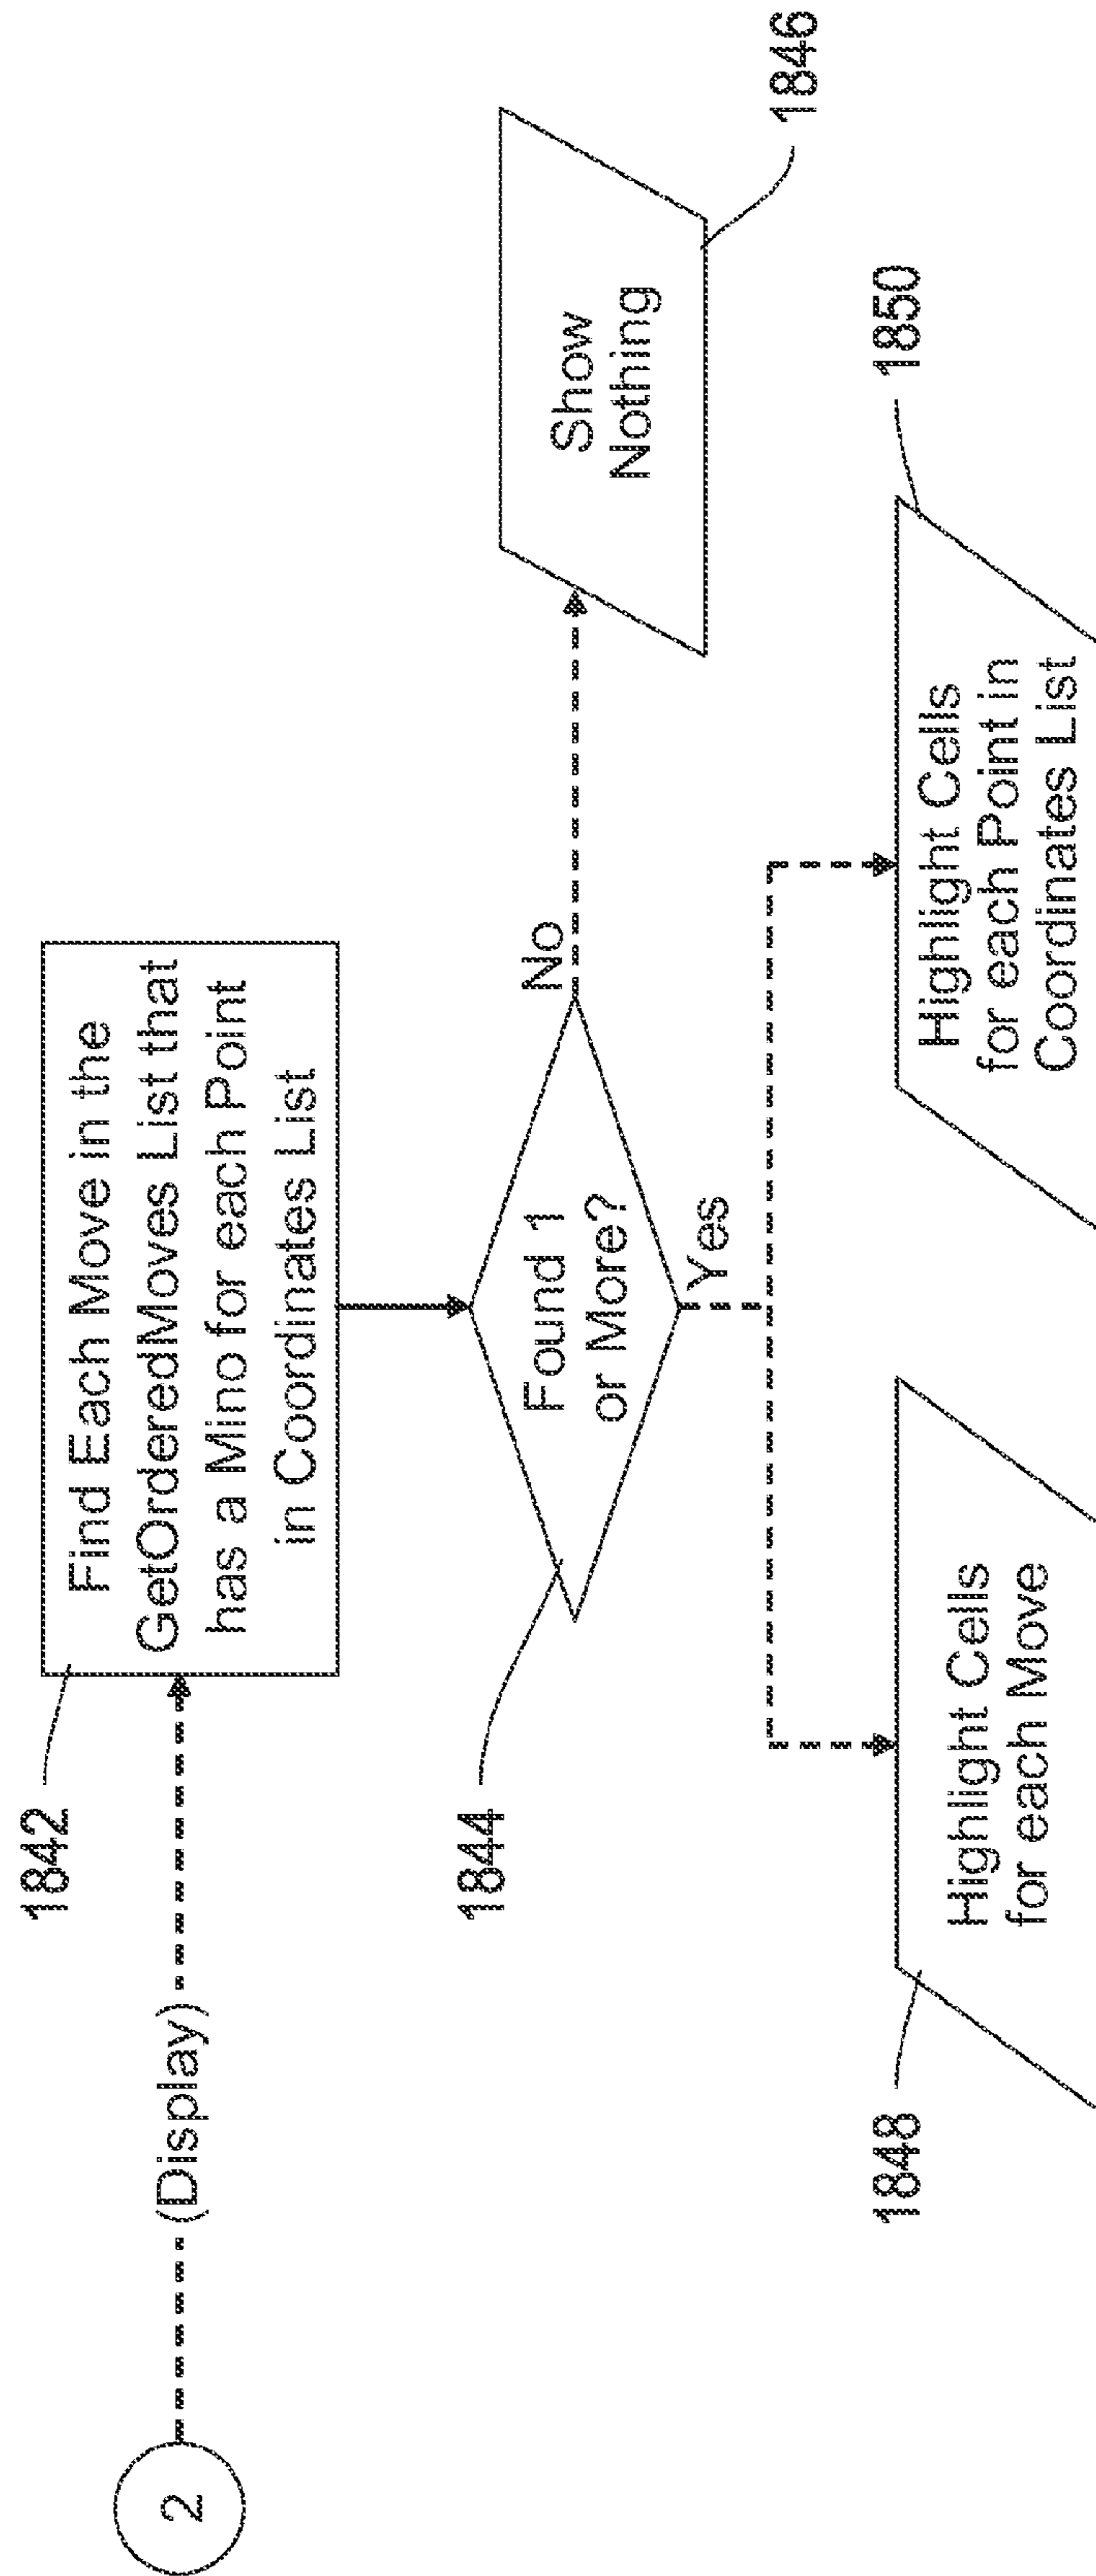 2
(Display)
1842
Find Each Move in the
GetOrderedMoves List that
has a Mino for each Point
in Coordinates List
1844
Found 1
or More?
No
Show
Nothing
1846
Yes
1848
Highlight Cells
for each Move
Highlight Cells
for each Point in
Coordinates List
1850